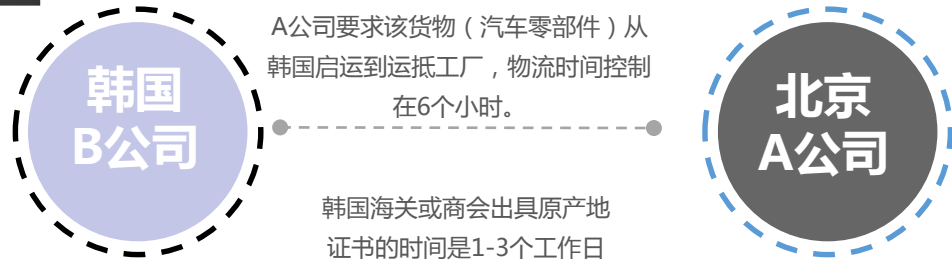 韩国
B公司
A公司要求该货物（汽车零部件）从
韩国启运到运抵工厂，物流时间控制
在6个小时。
北京
A公司
韩国海关或商会出具原产地
证书的时间是1-3个工作日